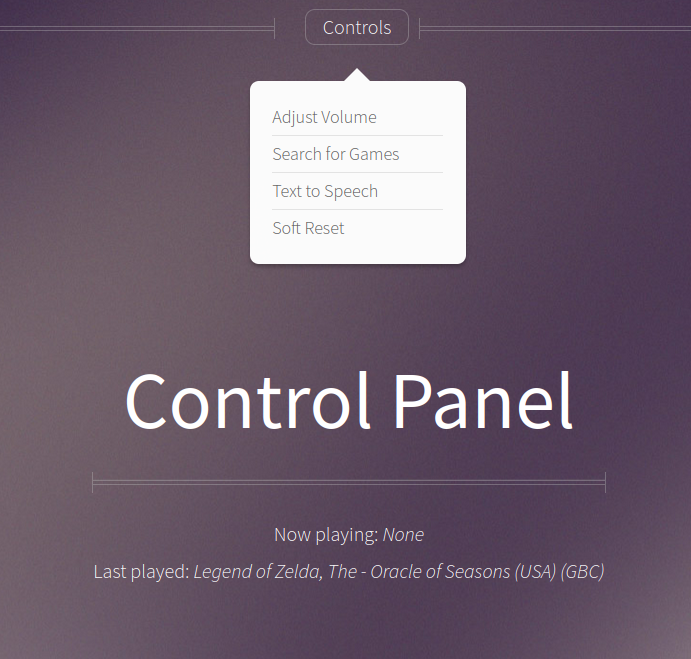 Controls
Adjust Volume
Search for Games
Text to Speech
Soft Reset
Control Panel
Now playing: None
Last played: Legend of Zelda, The - Oracle of Seasons (USA) (GBC)